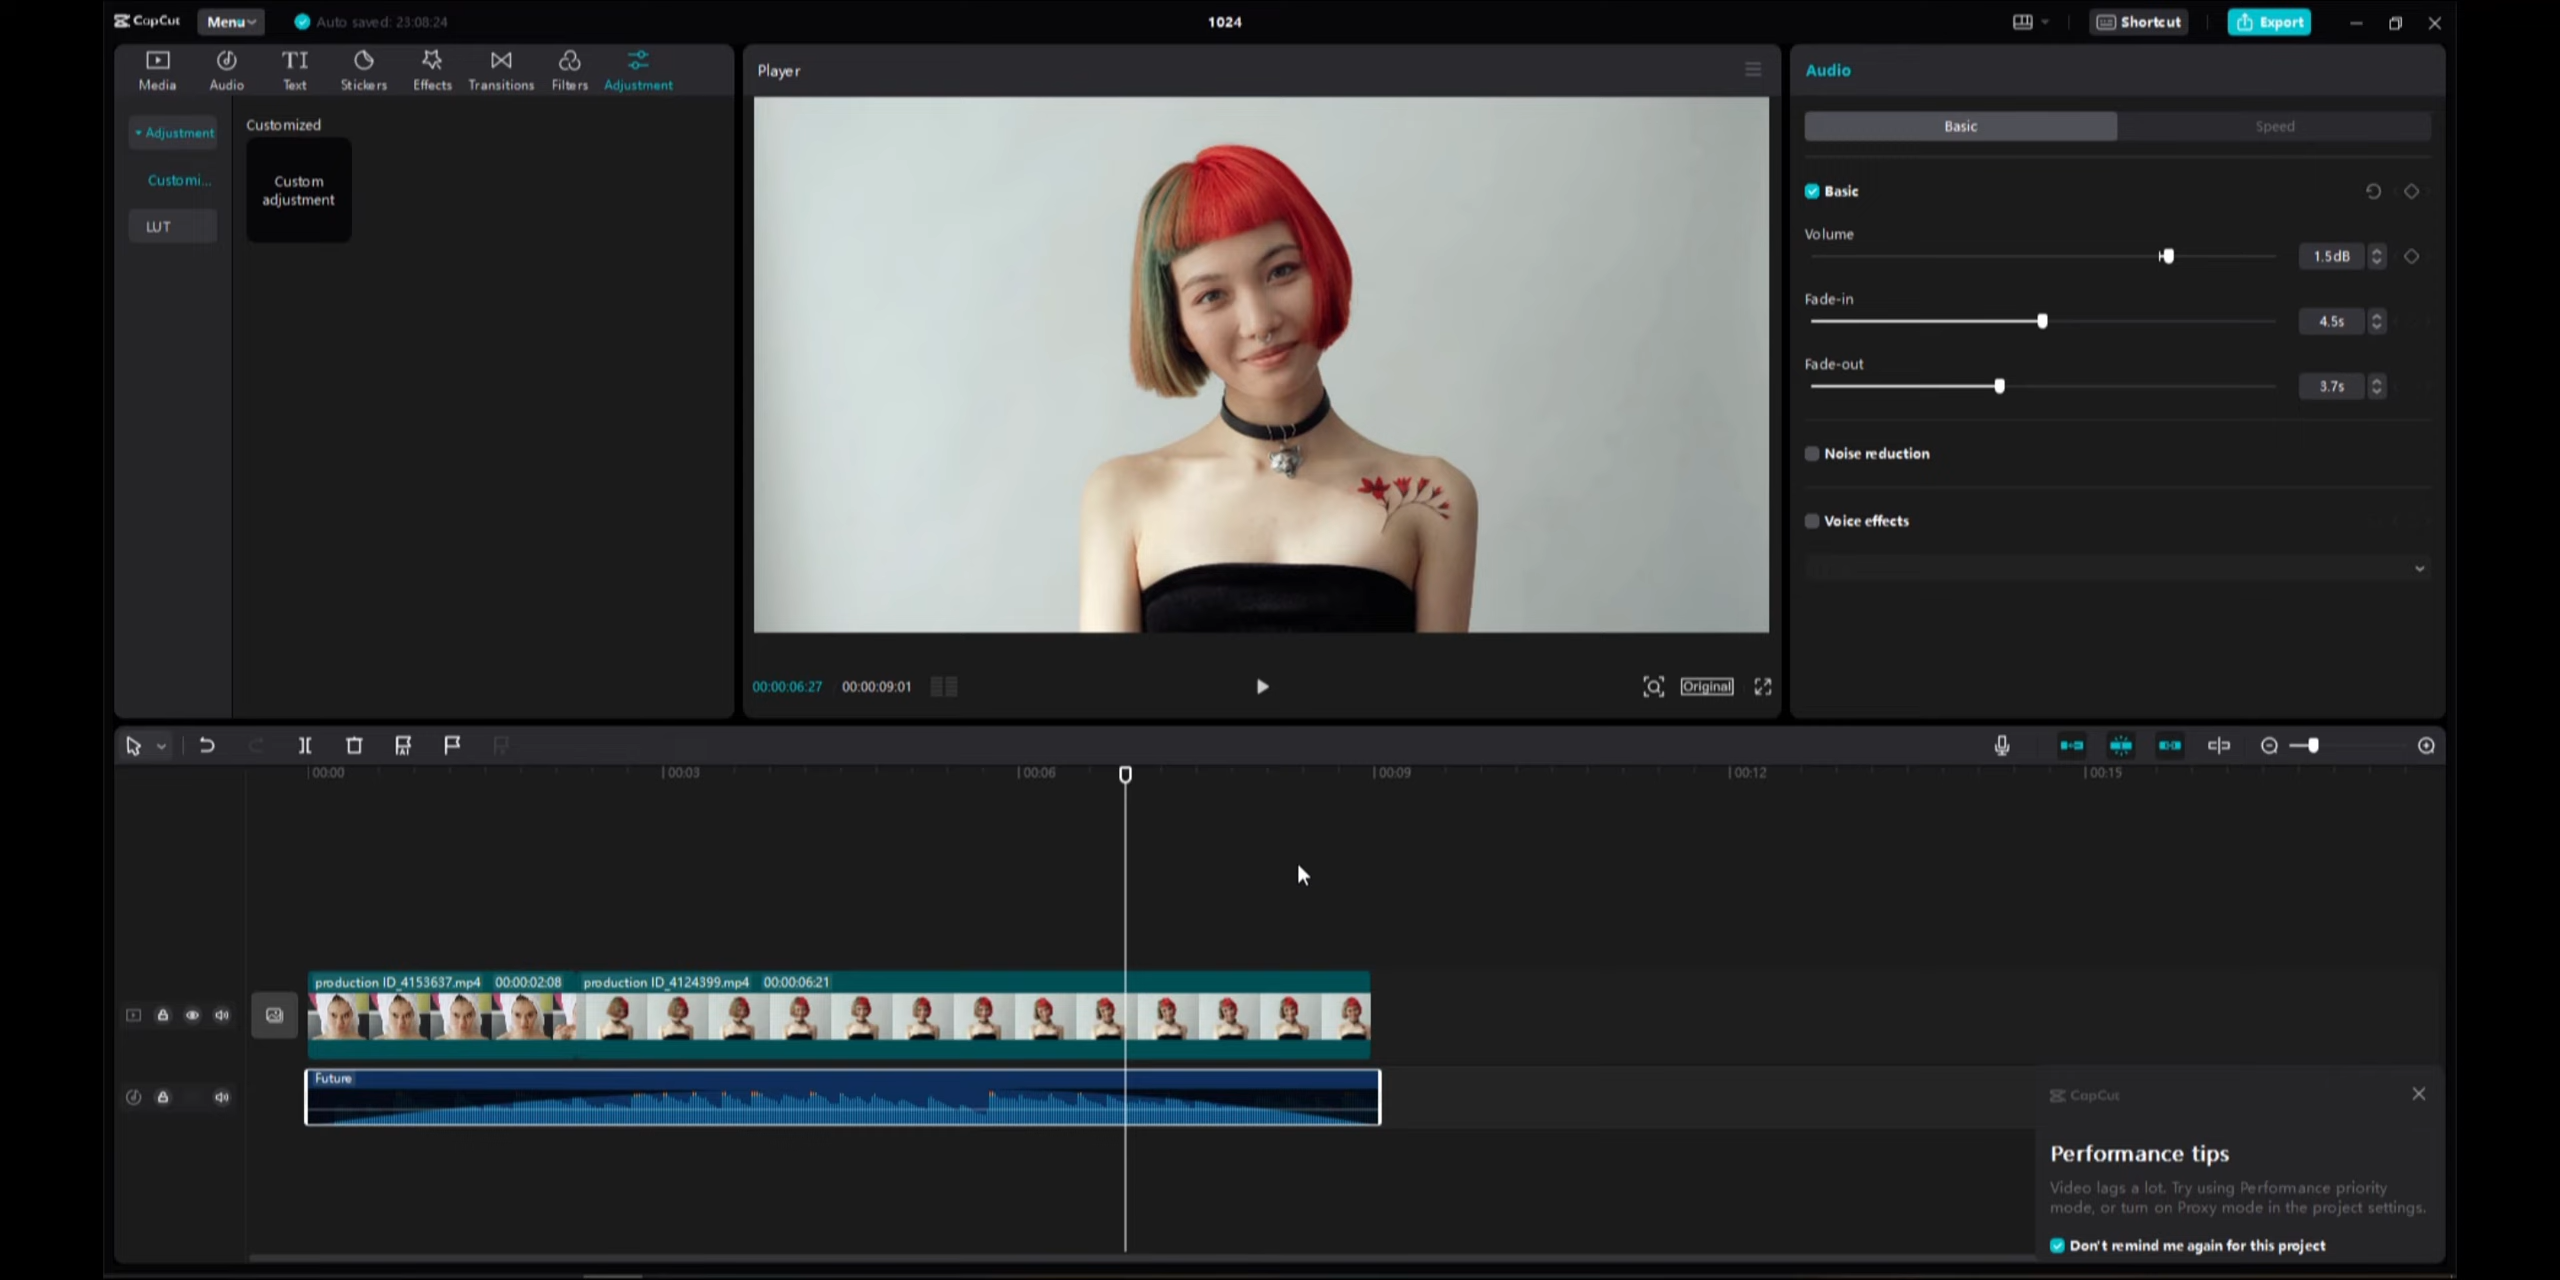 CapCut
Menu
Auto saved: 23:08:24
1024
Shortcut
Export
Media
Audio
Text
Stickers
Effects
Transitions
Filters
Adjustment
Adjustment
Customi...
LUT
Customized
Custom
adjustment
Player
00:00:06:27
00:00:09:01
Original
Audio
Basic
Speed
Basic
Volume
1.5dB
Fade-in
4.5s
Fade-out
3.7s
Noise reduction
Voice effects
00:00
00:03
00:06
00:09
00:12
00:15
production ID_4153637.mp4 00:00:02:08
production ID_4124399.mp4 00:00:06:21
Future
CapCut
Performance tips
Video lags a lot. Try using Performance priority
mode, or turn on Proxy mode in the project settings.
Don't remind me again for this project